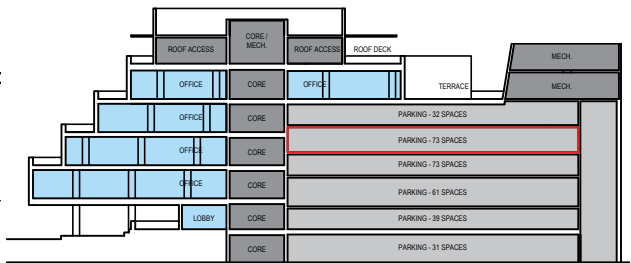 CORE /
MECH.
ROOF ACCESS
ROOF ACCESS
ROOF DECK
MECH.
OFFICE
CORE
OFFICE
TERRACE
MECH.
OFFICE
CORE
PARKING - 32 SPACES
PARKING - 73 SPACES
OFFICE
CORE
PARKING - 73 SPACES
OFFICE
CORE
PARKING - 61 SPACES
LOBBY
CORE
PARKING - 39 SPACES
CORE
PARKING - 31 SPACES